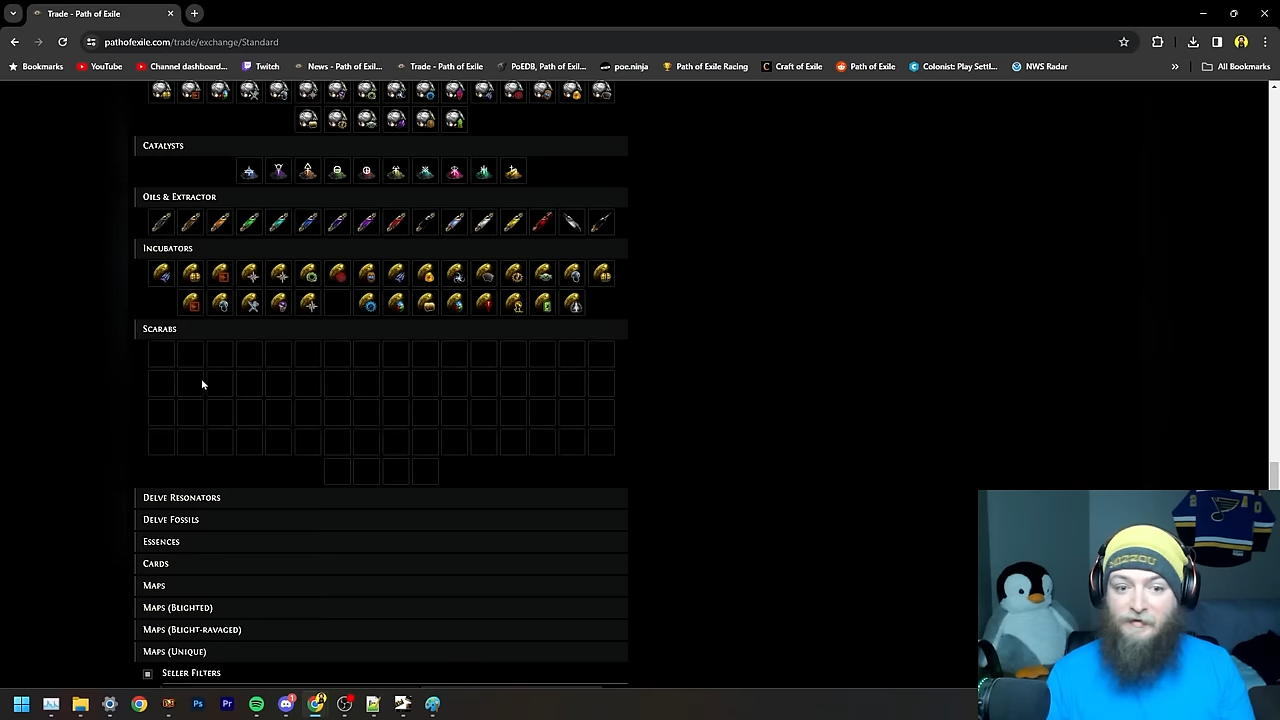 Trade - Path of Exile
pathofexile.com/trade/exchange/Standard
Bookmarks YouTube Channel dashboard... Twitch News - Path of Exil... Trade - Path of Exile PoEDB, Path of Exil... poe.ninja Path of Exile Racing Craft of Exile Path of Exile Colonist: Play Settl... NWS Radar » All Bookmarks
Catalysts
Oils & Extractor
Incubators
Scarabs
Delve Resonators
Delve Fossils
Essences
Cards
Maps
Maps (Blighted)
Maps (Blight-ravaged)
Maps (Unique)
Seller Filters
MIZZOU